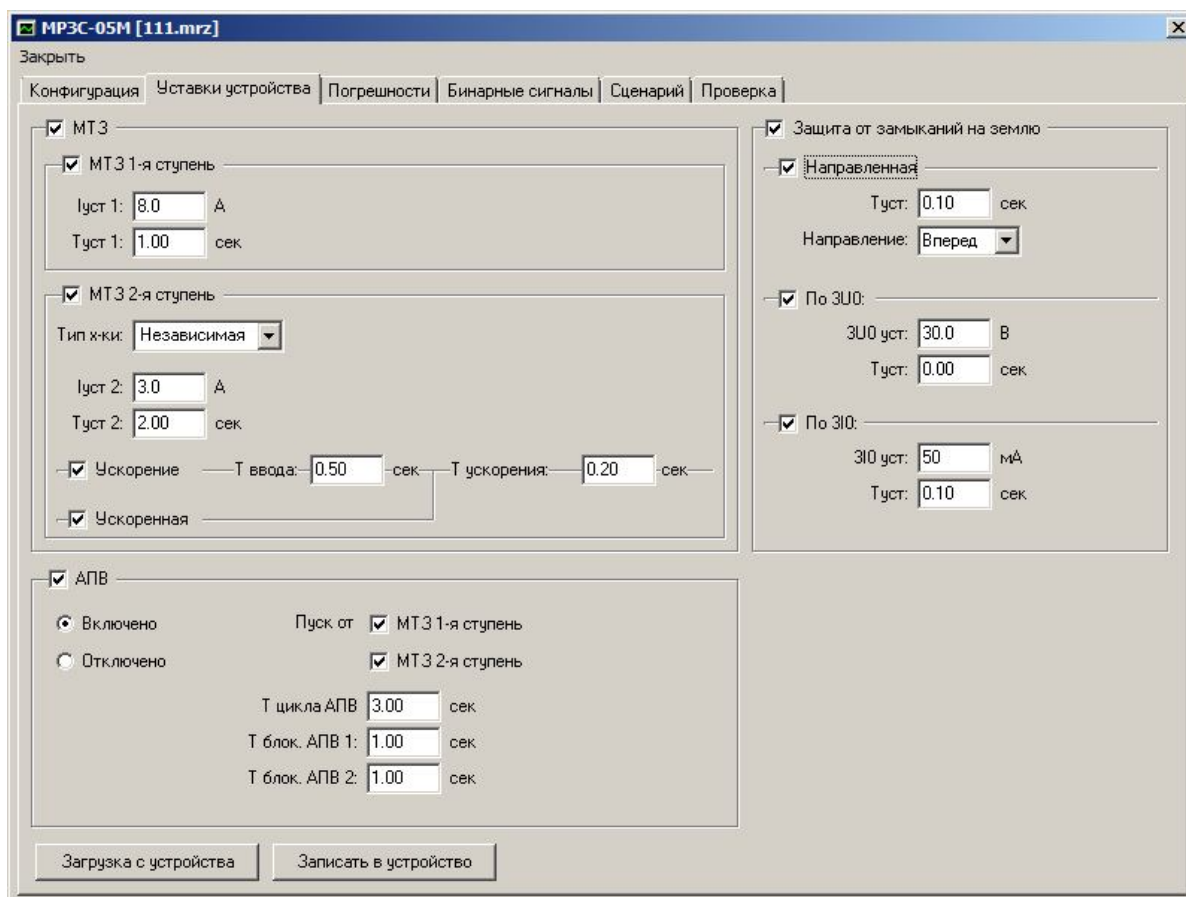 МРЗС-05М [111.mrz]
Закрыть
Конфигурация Уставки устройства Погрешности Бинарные сигналы Сценарий Проверка
МТЗ
МТЗ 1-я ступень
Iуст 1: 8.0 А
Туст 1: 1.00 сек
МТЗ 2-я ступень
Тип х-ки: Независимая
Iуст 2: 3.0 А
Туст 2: 2.00 сек
Ускорение Т ввода: 0.50 сек Т ускорения: 0.20 сек
Ускоренная
Защита от замыканий на землю
Направленная
Туст: 0.10 сек
Направление: Вперед
По 3U0:
3U0 уст: 30.0 В
Туст: 0.00 сек
По 3I0:
3I0 уст: 50 мА
Туст: 0.10 сек
АПВ
Включено Пуск от МТЗ 1-я ступень
Отключено МТЗ 2-я ступень
Т цикла АПВ 3.00 сек
Т блок. АПВ 1: 1.00 сек
Т блок. АПВ 2: 1.00 сек
Загрузка с устройства Записать в устройство